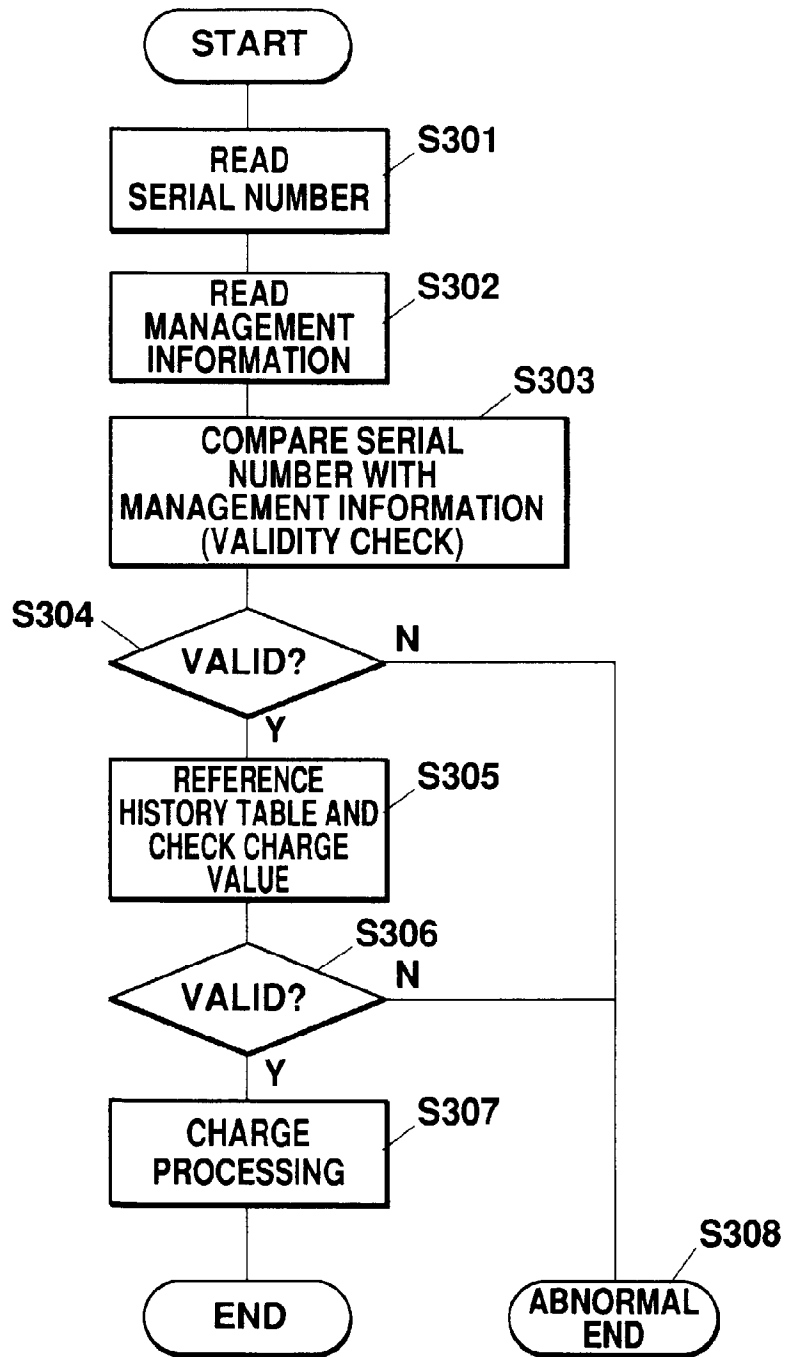 START
S301
READ
SERIAL NUMBER
S302
READ
MANAGEMENT
INFORMATION
S303
COMPARE SERIAL
NUMBER WITH
MANAGEMENT INFORMATION
(VALIDITY CHECK)
S304
VALID?
N
Y
S305
REFERENCE
HISTORY TABLE AND
CHECK CHARGE
VALUE
S306
VALID?
N
Y
S307
CHARGE
PROCESSING
S308
END
ABNORMAL
END